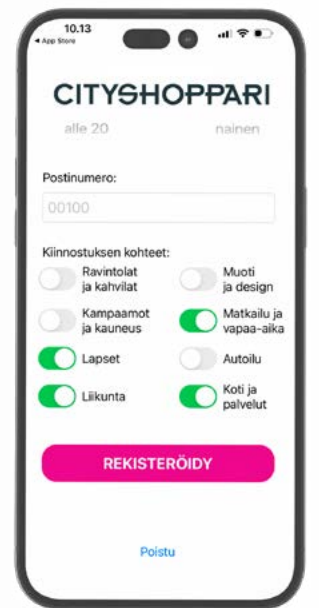 10.13
App Store
CITYSHOPPARI
alle 20 nainen
Postinumero:
00100
Kiinnostuksen kohteet:
Ravintolat
ja kahvilat
Muoti
ja design
Kampaamot
ja kauneus
Matkailu ja
vapaa-aika
Lapset
Autoilu
Liikunta
Koti ja
palvelut
REKISTERÖIDY
Poistu